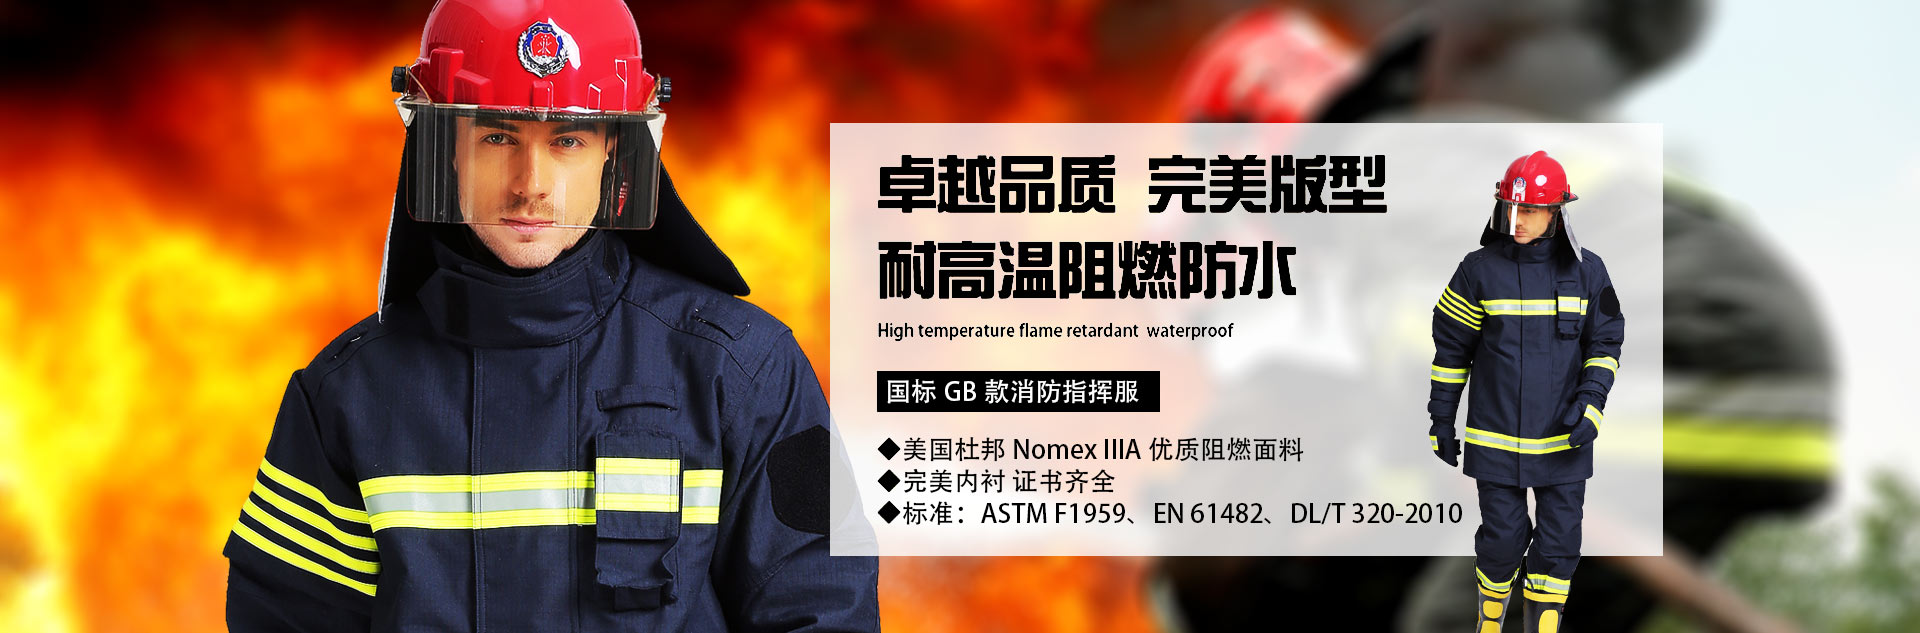 卓越品质 完美版型
耐高温阻燃防水
High temperature flame retardant waterproof
国标 GB 款消防指挥服
◆美国杜邦 Nomex IIIA 优质阻燃面料
◆完美内衬 证书齐全
◆标准：ASTM F1959、EN 61482、DL/T 320-2010